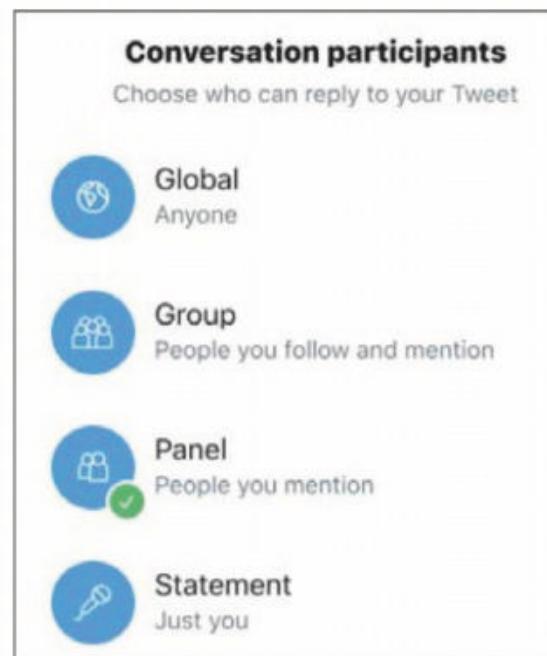 Conversation participants
Choose who can reply to your Tweet
Global
Anyone
Group
People you follow and mention
Panel
People you mention
Statement
Just you